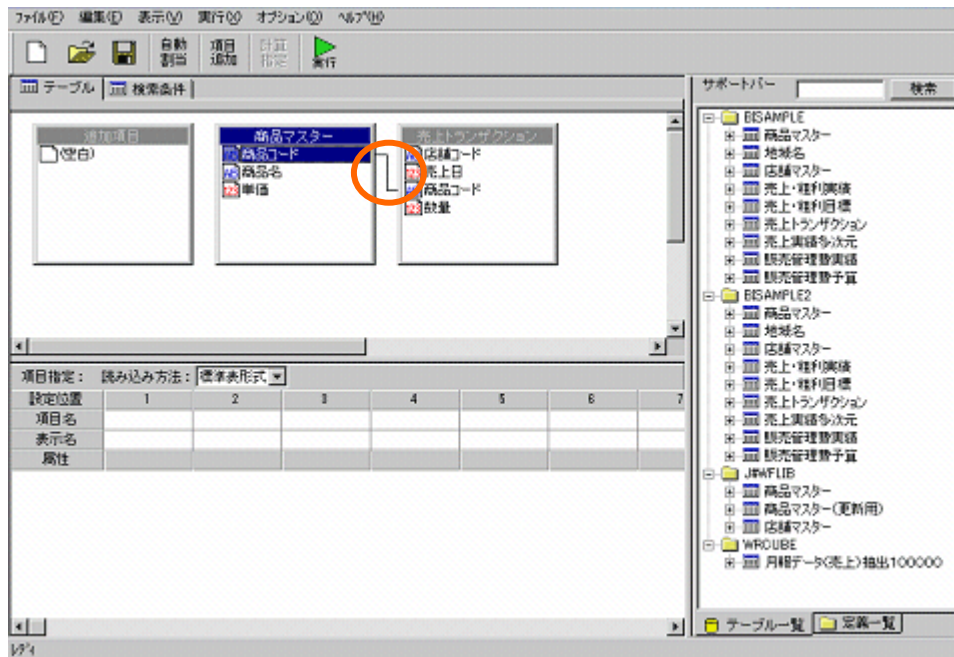 ファイル(F) 編集(E) 表示(V) 実行(X) オプション(O) ヘルプ(H)
自動割当 項目追加 計算指定 実行
テーブル 検索条件
追加項目
(空白)
商品マスター
商品コード
商品名
単価
売上トランザクション
店舗コード
売上日
商品コード
数量
項目指定: 読み込み方法: 標準表形式
設定位置 1 2 3 4 5 6 7
項目名
表示名
属性
レディ
サポートバー 検索
BISAMPLE
商品マスター
地域名
店舗マスター
売上・粗利実績
売上・粗利目標
売上トランザクション
売上実績多次元
販売管理費実績
販売管理費予算
BISAMPLE2
商品マスター
地域名
店舗マスター
売上・粗利実績
売上・粗利目標
売上トランザクション
売上実績多次元
販売管理費実績
販売管理費予算
J#WFLIB
商品マスター
商品マスター(更新用)
店舗マスター
WRCUBE
月報データ(売上)抽出100000
テーブル一覧 定義一覧